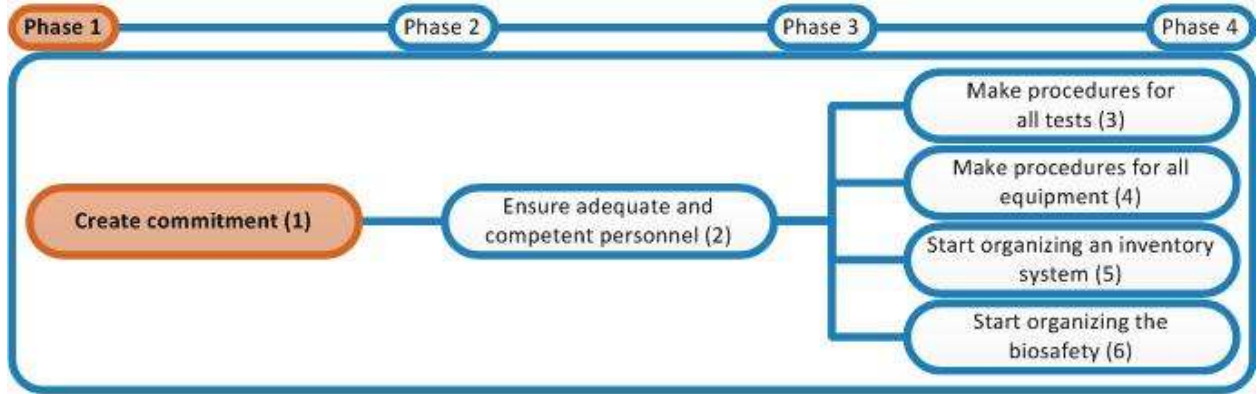 Phase 1
Phase 2
Phase 3
Phase 4
Create commitment (1)
Ensure adequate and
competent personnel (2)
Make procedures for
all tests (3)
Make procedures for all
equipment (4)
Start organizing an inventory
system (5)
Start organizing the
biosafety (6)